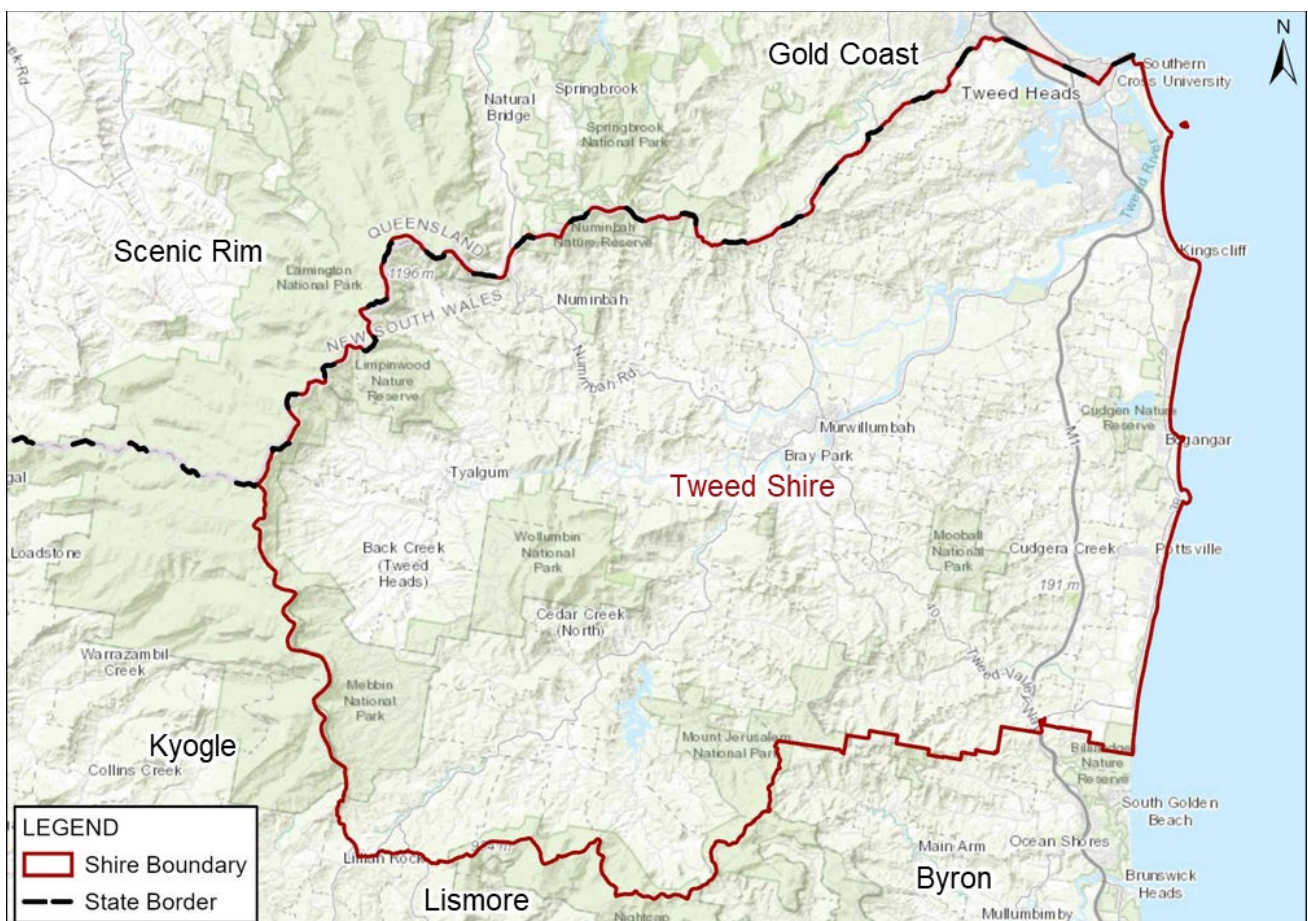 Gold Coast
N
Southern
Cross University
Tweed Heads
Springbrook
Natural
Bridge
Springbrook
National Park
Tweed River
QUEENSLAND
Numinbah
Nature Reserve
Scenic Rim
Kingscliff
Lamington
National Park
1196 m
Numinbah
NEW SOUTH WALES
Limpinwood
Nature
Reserve
Numinbah Rd
Cudgen Nature
Reserve
M1
Murwillumbah
Bogangar
Bray Park
Tyalgum
Tweed Shire
Loadstone
Back Creek
(Tweed
Heads)
Wollumbin
National
Park
Mooball
National
Park
Cudgera Creek
Pottsville
191 m
Cedar Creek
(North)
40
Tweed Valley Wa
Warrazambil
Creek
Mebbin
National
Park
Kyogle
Mount Jerusalem
National Park
Billinudgel
Nature
Reserve
Collins Creek
South Golden
Beach
LEGEND
Shire Boundary
State Border
Lillian Rock
Lismore
Main Arm
Ocean Shores
Byron
Brunswick
Heads
Nightcap
Mullumbimby